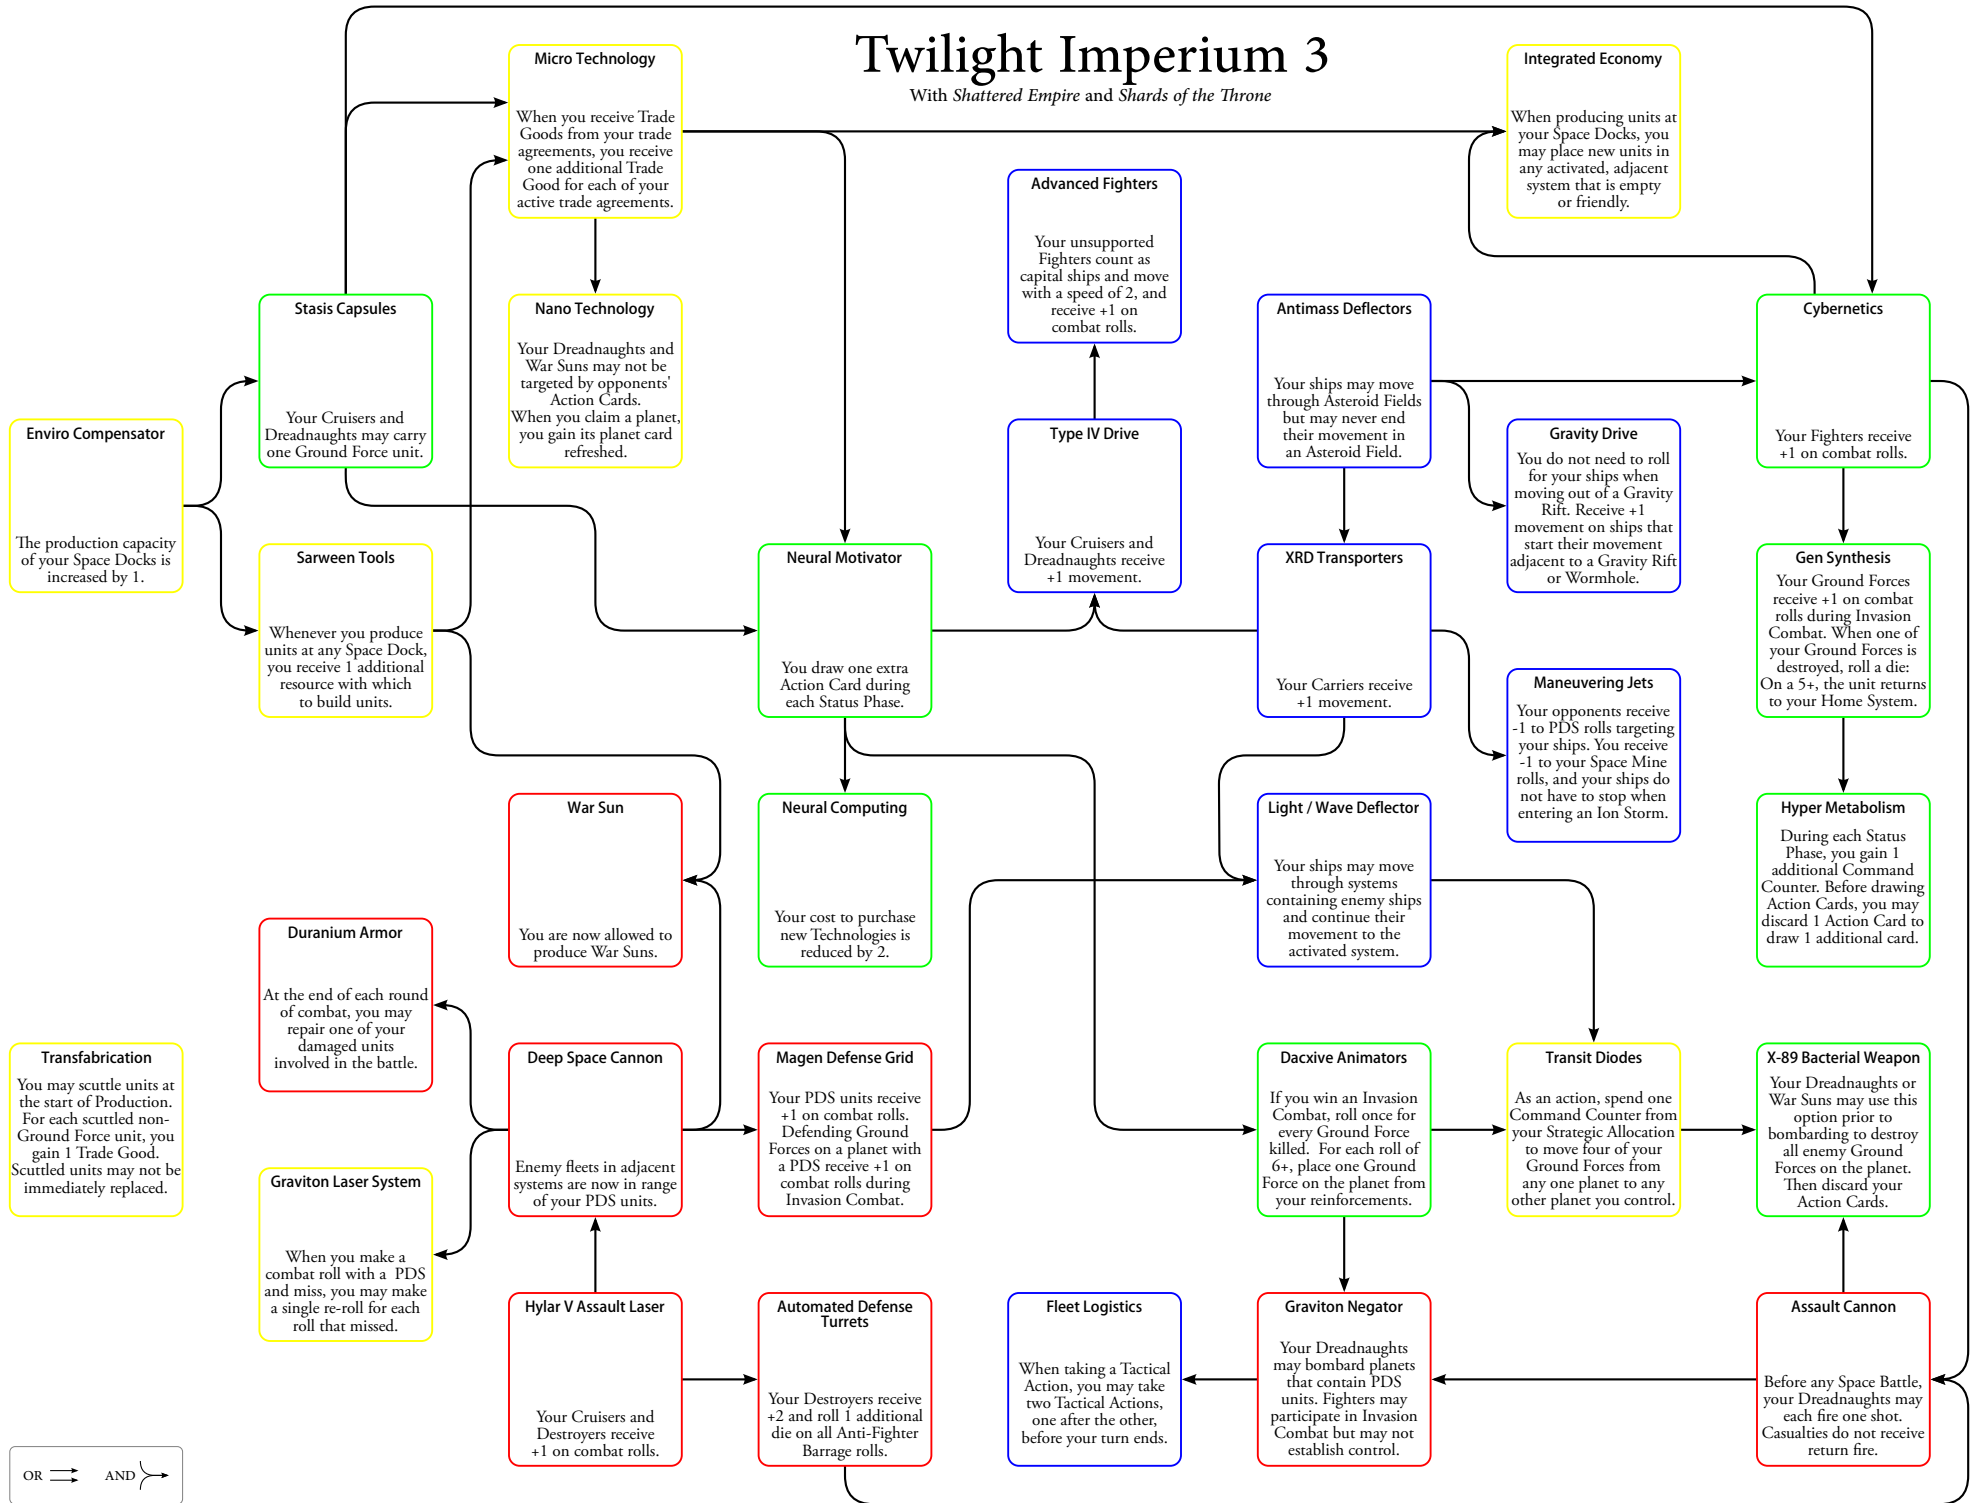 Twilight Imperium 3
With Shattered Empire and Shards of the Throne
Micro Technology
When you receive Trade
Goods from your trade
agreements, you receive
one additional Trade
Good for each of your
active trade agreements.
Integrated Economy
When producing units at
your Space Docks, you
may place new units in
any activated, adjacent
system that is empty
or friendly.
Advanced Fighters
Your unsupported
Fighters count as
capital ships and move
with a speed of 2, and
receive +1 on
combat rolls.
Stasis Capsules
Your Cruisers and
Dreadnaughts may carry
one Ground Force unit.
Nano Technology
Your Dreadnaughts and
War Suns may not be
targeted by opponents'
Action Cards.
When you claim a planet,
you gain its planet card
refreshed.
Antimass Deflectors
Your ships may move
through Asteroid Fields
but may never end
their movement in
an Asteroid Field.
Cybernetics
Your Fighters receive
+1 on combat rolls.
Enviro Compensator
The production capacity
of your Space Docks is
increased by 1.
Type IV Drive
Your Cruisers and
Dreadnaughts receive
+1 movement.
Gravity Drive
You do not need to roll
for your ships when
moving out of a Gravity
Rift. Receive +1
movement on ships that
start their movement
adjacent to a Gravity Rift
or Wormhole.
Sarween Tools
Whenever you produce
units at any Space Dock,
you receive 1 additional
resource with which
to build units.
Neural Motivator
You draw one extra
Action Card during
each Status Phase.
XRD Transporters
Your Carriers receive
+1 movement.
Gen Synthesis
Your Ground Forces
receive +1 on combat
rolls during Invasion
Combat. When one of
your Ground Forces is
destroyed, roll a die:
On a 5+, the unit returns
to your Home System.
Maneuvering Jets
Your opponents receive
-1 to PDS rolls targeting
your ships. You receive
-1 to your Space Mine
rolls, and your ships do
not have to stop when
entering an Ion Storm.
War Sun
You are now allowed to
produce War Suns.
Neural Computing
Your cost to purchase
new Technologies is
reduced by 2.
Light / Wave Deflector
Your ships may move
through systems
containing enemy ships
and continue their
movement to the
activated system.
Hyper Metabolism
During each Status
Phase, you gain 1
additional Command
Counter. Before drawing
Action Cards, you may
discard 1 Action Card to
draw 1 additional card.
Duranium Armor
At the end of each round
of combat, you may
repair one of your
damaged units
involved in the battle.
Transfabrication
You may scuttle units at
the start of Production.
For each scuttled non-
Ground Force unit, you
gain 1 Trade Good.
Scuttled units may not be
immediately replaced.
Deep Space Cannon
Enemy fleets in adjacent
systems are now in range
of your PDS units.
Magen Defense Grid
Your PDS units receive
+1 on combat rolls.
Defending Ground
Forces on a planet with
a PDS receive +1 on
combat rolls during
Invasion Combat.
Dacxive Animators
If you win an Invasion
Combat, roll once for
every Ground Force
killed.  For each roll of
6+, place one Ground
Force on the planet from
your reinforcements.
Transit Diodes
As an action, spend one
Command Counter from
your Strategic Allocation
to move four of your
Ground Forces from
any one planet to any
other planet you control.
X-89 Bacterial Weapon
Your Dreadnaughts or
War Suns may use this
option prior to
bombarding to destroy
all enemy Ground
Forces on the planet.
Then discard your
Action Cards.
Graviton Laser System
When you make a
combat roll with a  PDS
and miss, you may make
a single re-roll for each
roll that missed.
Hylar V Assault Laser
Your Cruisers and
Destroyers receive
+1 on combat rolls.
Automated Defense
Turrets
Your Destroyers receive
+2 and roll 1 additional
die on all Anti-Fighter
Barrage rolls.
Fleet Logistics
When taking a Tactical
Action, you may take
two Tactical Actions,
one after the other,
before your turn ends.
Graviton Negator
Your Dreadnaughts
may bombard planets
that contain PDS
units. Fighters may
participate in Invasion
Combat but may not
establish control.
Assault Cannon
Before any Space Battle,
your Dreadnaughts may
each fire one shot.
Casualties do not receive
return fire.
OR AND